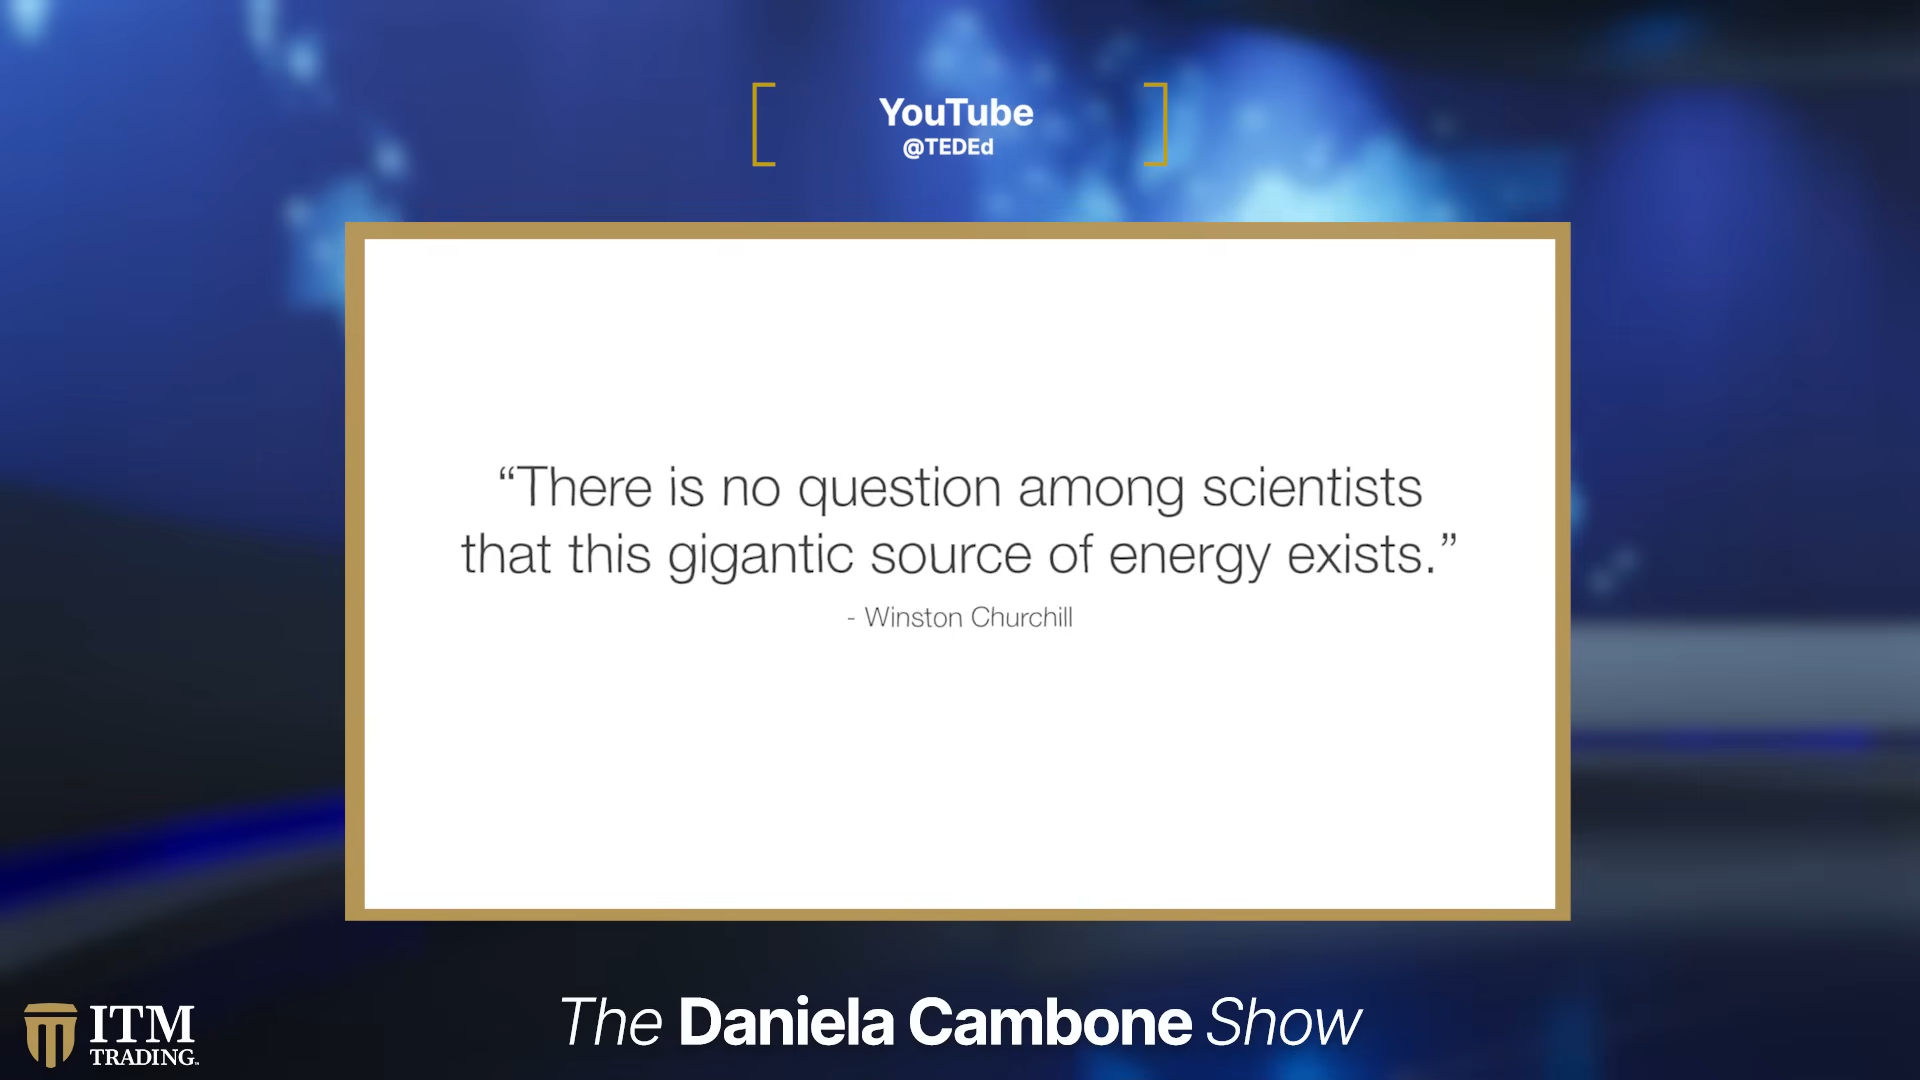 YouTube
@TEDEd
“There is no question among scientists
that this gigantic source of energy exists.”
- Winston Churchill
The Daniela Cambone Show
ITM
TRADING